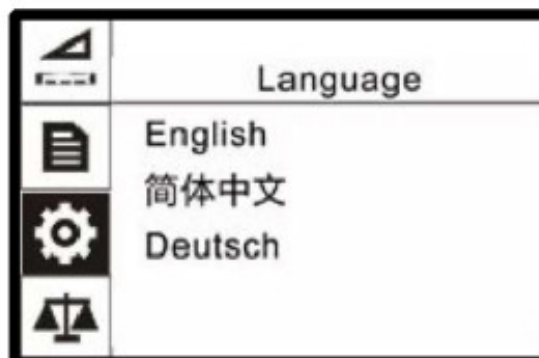 Language
English
简体中文
Deutsch